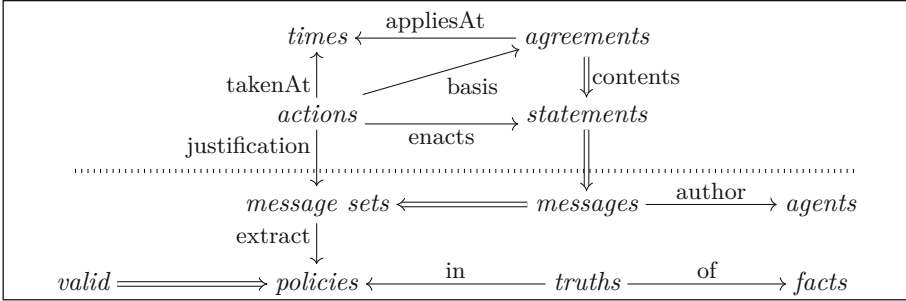 times appliesAt agreements
takenAt basis contents
actions enacts statements
justification
message sets messages author agents
extract
valid policies in truths of facts